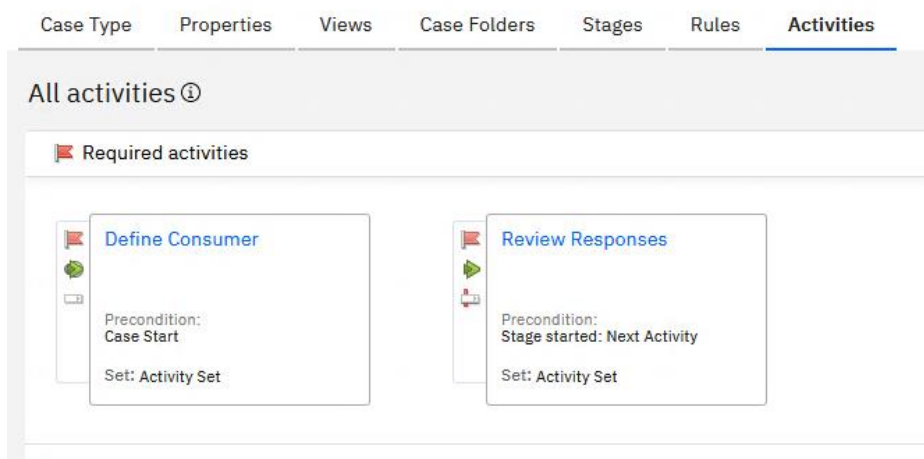 Case Type Properties Views Case Folders Stages Rules Activities
All activities
Required activities
Define Consumer
Precondition:
Case Start
Set: Activity Set
Review Responses
Precondition:
Stage started: Next Activity
Set: Activity Set